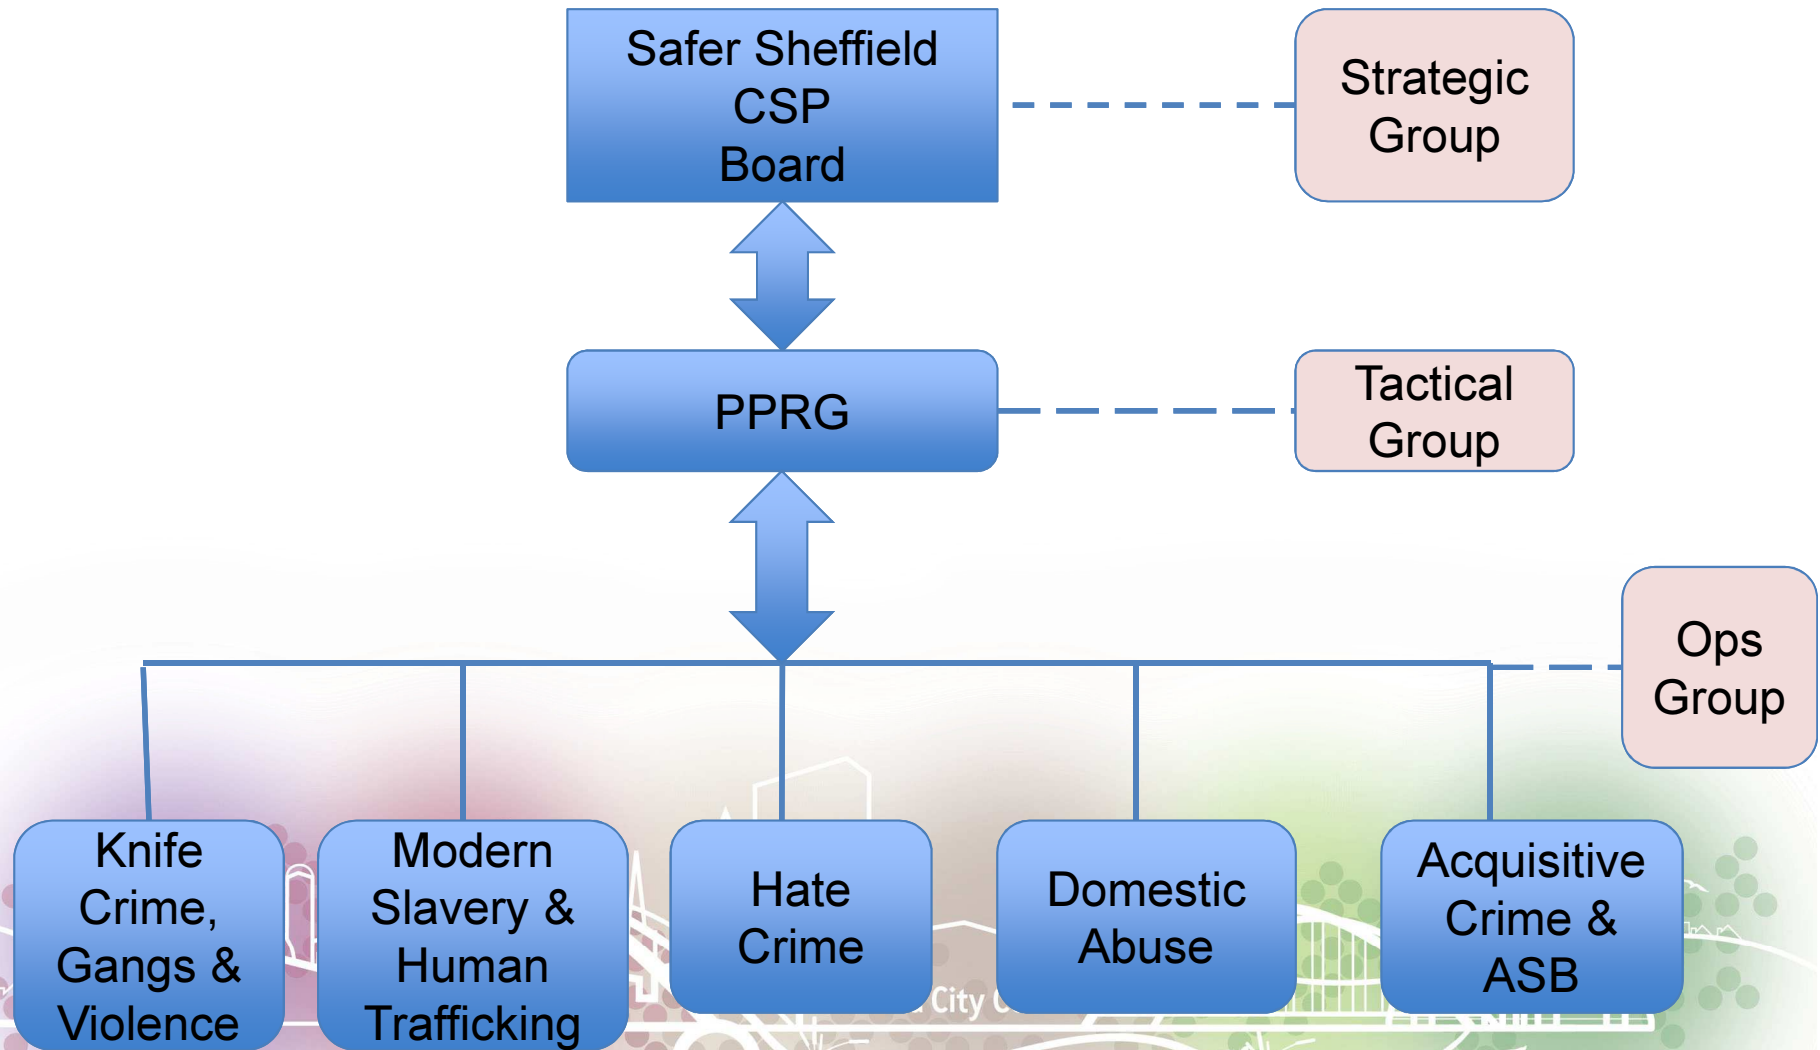 Safer Sheffield
CSP
Board
Strategic
Group
PPRG
Tactical
Group
Ops
Group
Knife
Crime,
Gangs &
Violence
Modern
Slavery &
Human
Trafficking
Hate
Crime
Domestic
Abuse
Acquisitive
Crime &
ASB
City